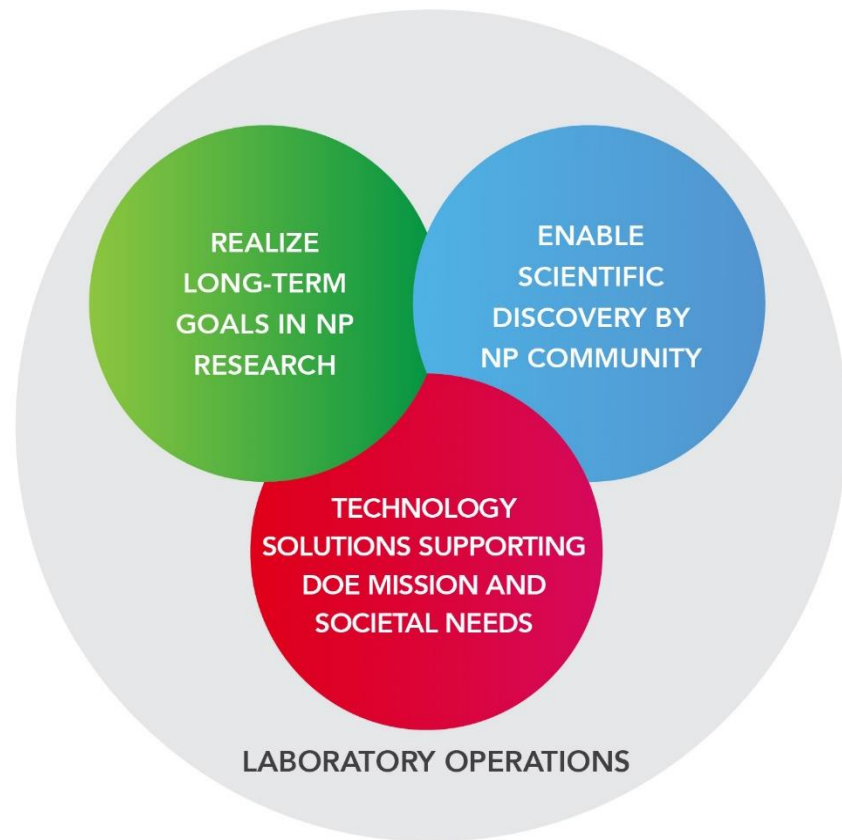 REALIZE
LONG-TERM
GOALS IN NP
RESEARCH
ENABLE
SCIENTIFIC
DISCOVERY BY
NP COMMUNITY
TECHNOLOGY
SOLUTIONS SUPPORTING
DOE MISSION AND
SOCIETAL NEEDS
LABORATORY OPERATIONS